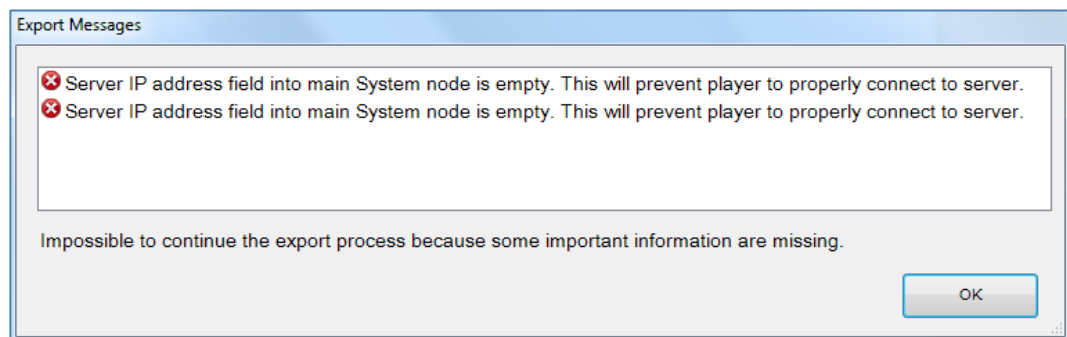 Export Messages
Server IP address field into main System node is empty. This will prevent player to properly connect to server.
Server IP address field into main System node is empty. This will prevent player to properly connect to server.
Impossible to continue the export process because some important information are missing.
OK